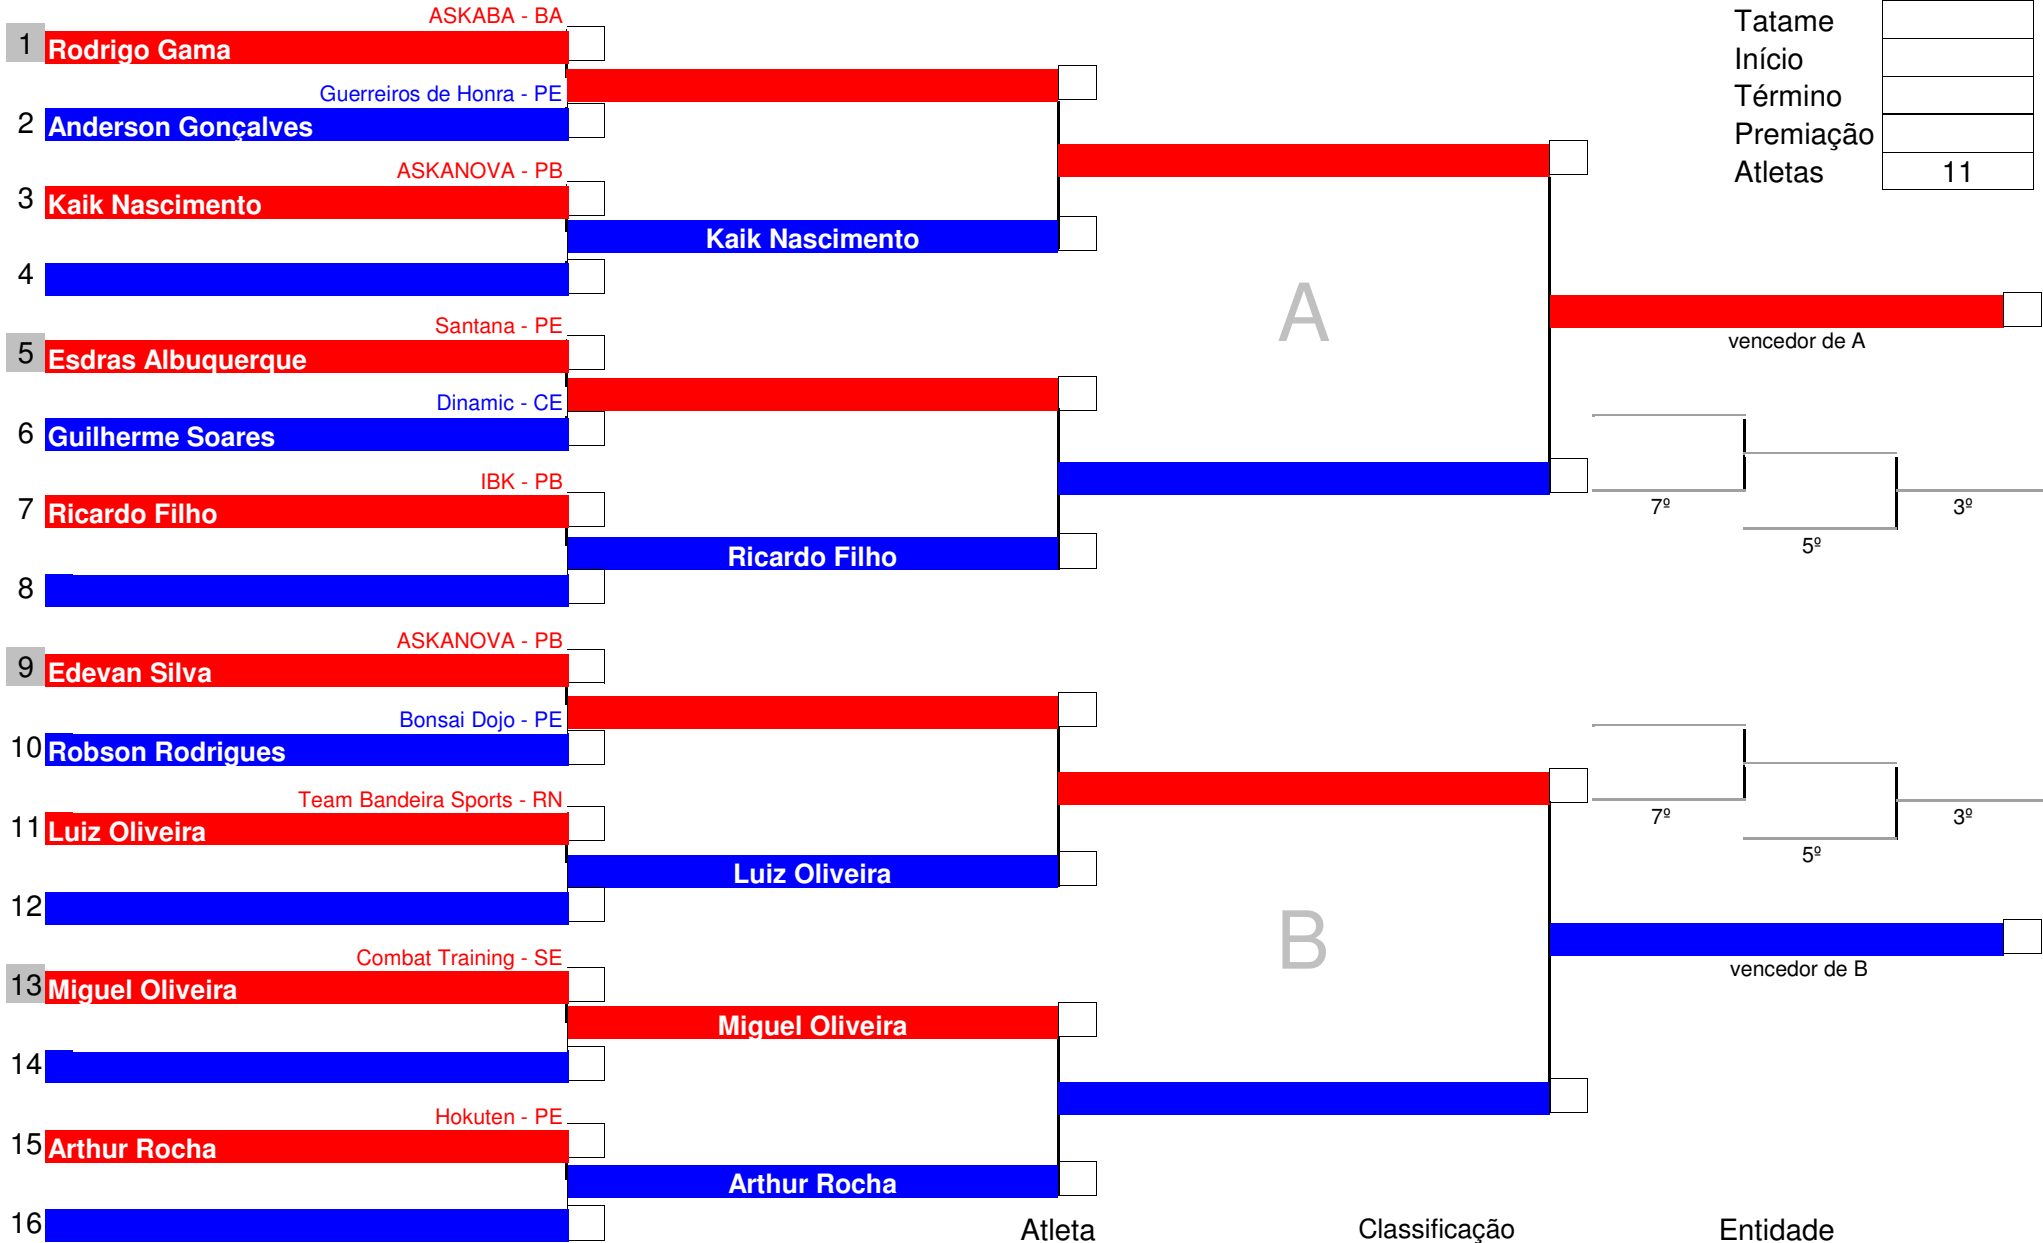 ASKABA - BA
1 Rodrigo Gama
Guerreiros de Honra - PE
2 Anderson Gonçalves
ASKANOVA - PB
3 Kaik Nascimento
Kaik Nascimento
4
Santana - PE
5 Esdras Albuquerque
Dinamic - CE
6 Guilherme Soares
IBK - PB
7 Ricardo Filho
Ricardo Filho
8
ASKANOVA - PB
9 Edevan Silva
Bonsai Dojo - PE
10 Robson Rodrigues
Team Bandeira Sports - RN
11 Luiz Oliveira
Luiz Oliveira
12
Combat Training - SE
13 Miguel Oliveira
Miguel Oliveira
14
Hokuten - PE
15 Arthur Rocha
Arthur Rocha
16
A
B
Tatame
Início
Término
Premiação
Atletas 11
vencedor de A
7º
3º
5º
7º
3º
5º
vencedor de B
Atleta Classificação Entidade